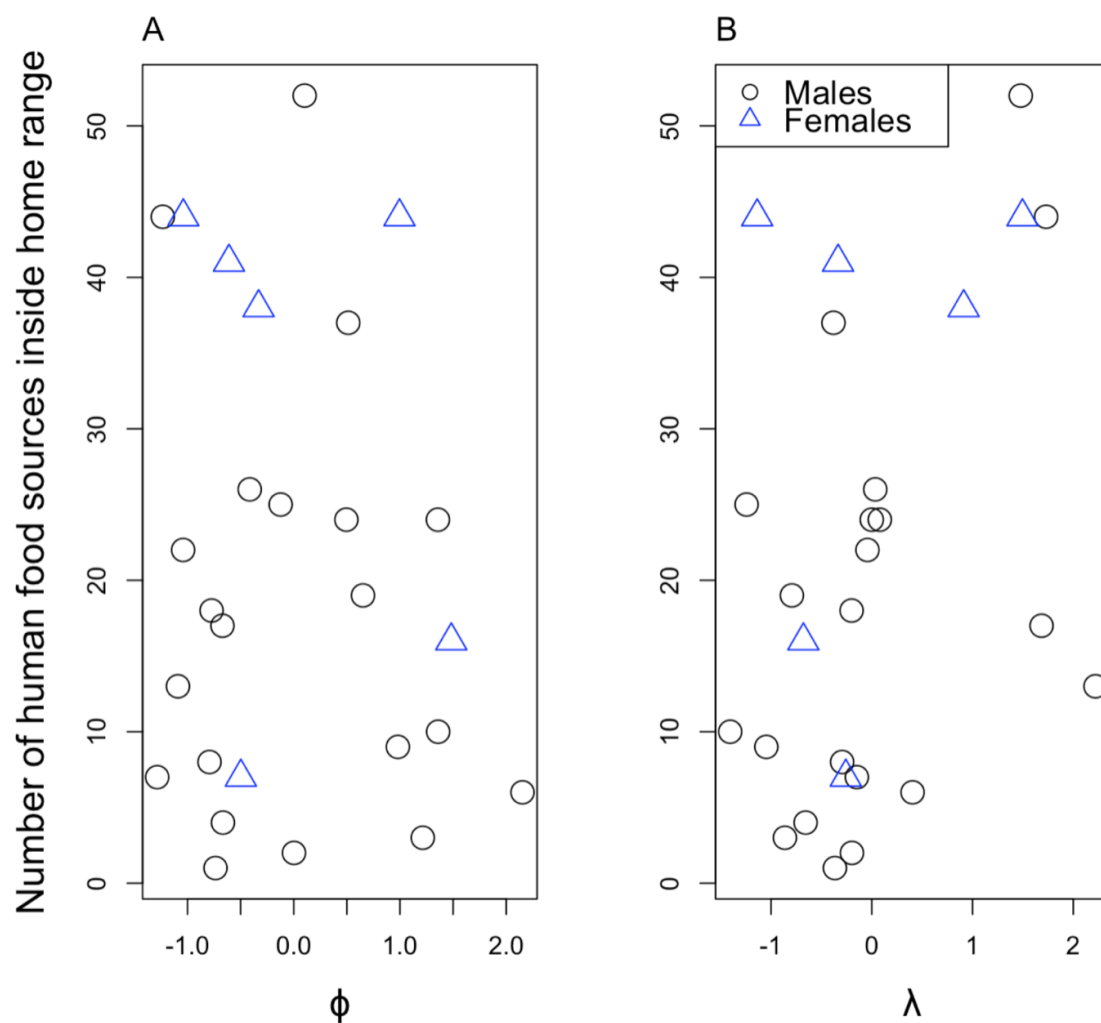 A
B
Number of human food sources inside home range
50
40
30
20
10
0
-1.0 0.0 1.0 2.0
ϕ
Males
Females
50
40
30
20
10
0
-1 0 1 2
λ